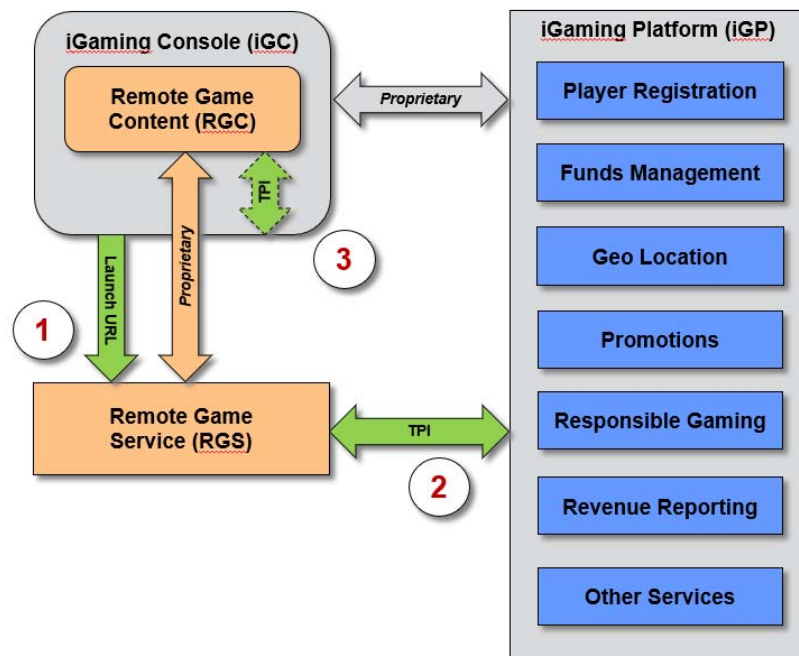 iGaming Console (iGC)
Remote Game
Content (RGC)
TPI
Proprietary
Launch URL
1
3
Remote Game
Service (RGS)
Proprietary
TPI
2
iGaming Platform (iGP)
Player Registration
Funds Management
Geo Location
Promotions
Responsible Gaming
Revenue Reporting
Other Services